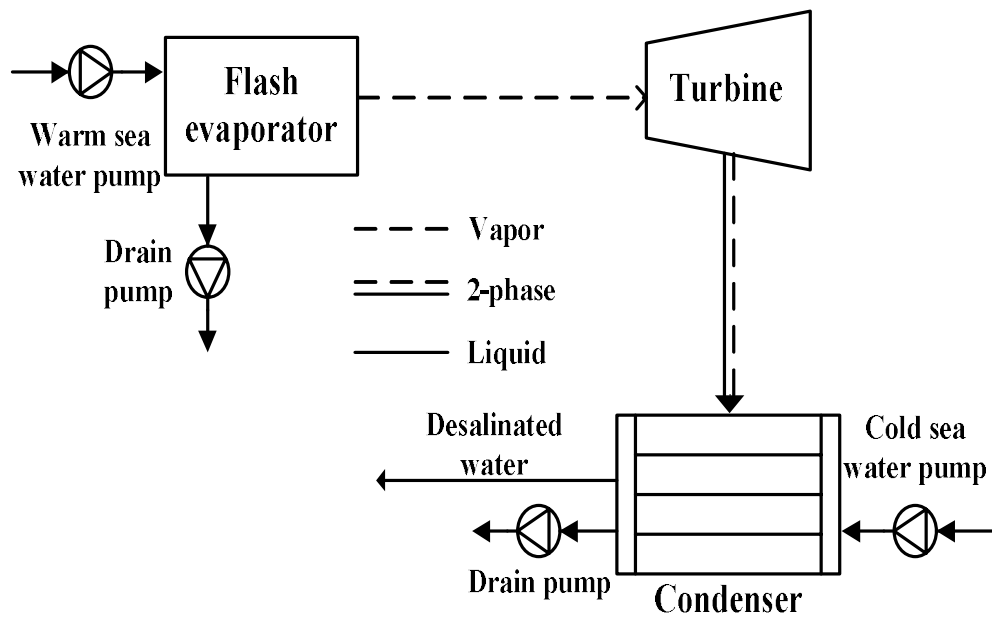 Flash
evaporator
Turbine
Warm sea
water pump
Drain
pump
Vapor
2-phase
Liquid
Desalinated
water
Cold sea
water pump
Drain pump
Condenser